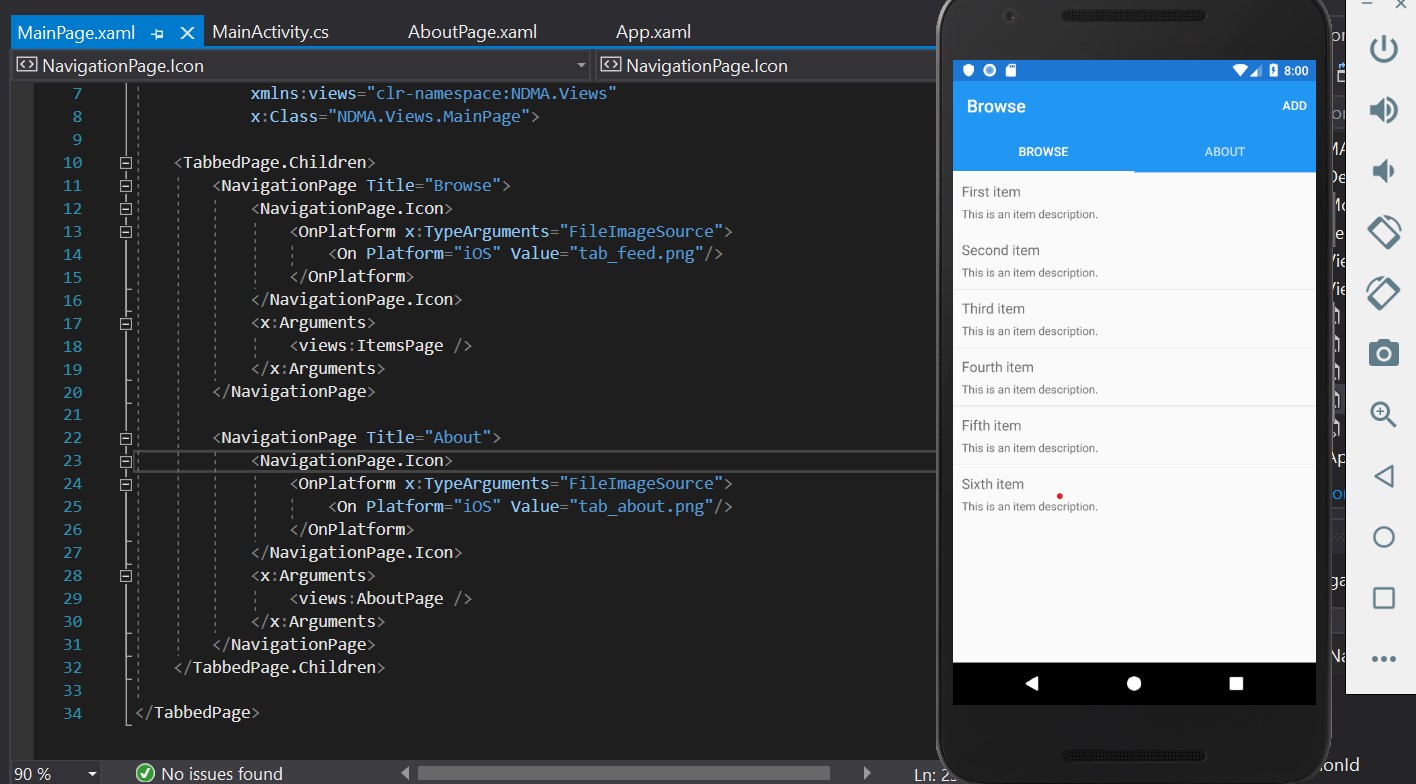 MainPage.xaml
MainActivity.cs
AboutPage.xaml
App.xaml
NavigationPage.Icon
NavigationPage.Icon
7 xmlns:views="clr-namespace:NDMA.Views"
8 x:Class="NDMA.Views.MainPage">
9
10 <TabbedPage.Children>
11 <NavigationPage Title="Browse">
12 <NavigationPage.Icon>
13 <OnPlatform x:TypeArguments="FileImageSource">
14 <On Platform="iOS" Value="tab_feed.png"/>
15 </OnPlatform>
16 </NavigationPage.Icon>
17 <x:Arguments>
18 <views:ItemsPage />
19 </x:Arguments>
20 </NavigationPage>
21
22 <NavigationPage Title="About">
23 <NavigationPage.Icon>
24 <OnPlatform x:TypeArguments="FileImageSource">
25 <On Platform="iOS" Value="tab_about.png"/>
26 </OnPlatform>
27 </NavigationPage.Icon>
28 <x:Arguments>
29 <views:AboutPage />
30 </x:Arguments>
31 </NavigationPage>
32 </TabbedPage.Children>
33
34 </TabbedPage>
90 %
No issues found
8:00
Browse
ADD
BROWSE
ABOUT
First item
This is an item description.
Second item
This is an item description.
Third item
This is an item description.
Fourth item
This is an item description.
Fifth item
This is an item description.
Sixth item
This is an item description.